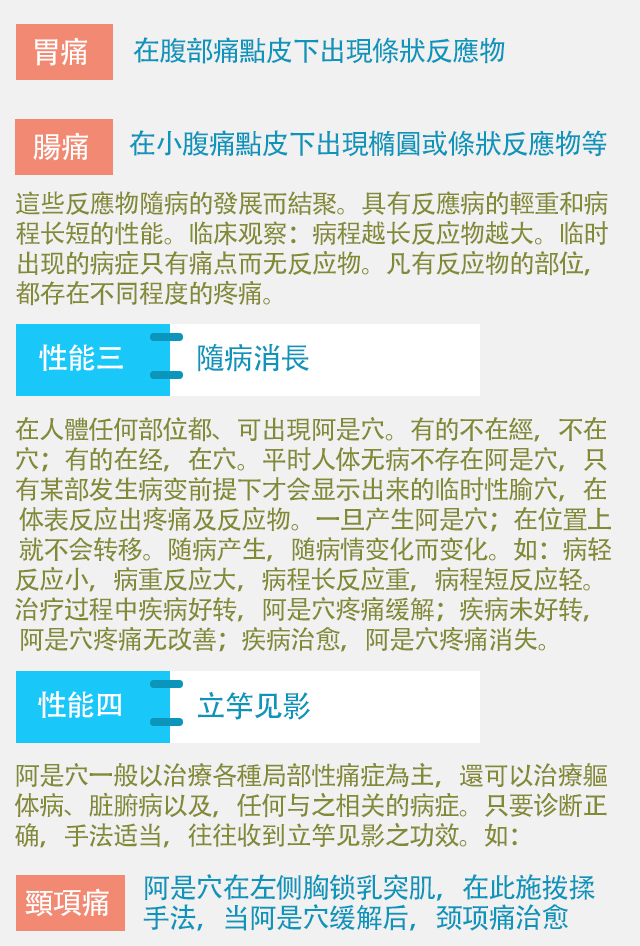 胃痛
在腹部痛點皮下出現條狀反應物
腸痛
在小腹痛點皮下出現橢圓或條狀反應物等
這些反應物隨病的發展而結聚。具有反應病的輕重和病
程长短的性能。临床观察：病程越长反应物越大。临时
出现的病症只有痛点而无反应物。凡有反应物的部位,
都存在不同程度的疼痛。
性能三
隨病消長
在人體任何部位都、可出現阿是穴。有的不在經，不在
穴；有的在经，在穴。平时人体无病不存在阿是穴，只
有某部发生病变前提下才会显示出来的临时性腧穴，在
体表反应出疼痛及反应物。一旦产生阿是穴；在位置上
就不会转移。随病产生，随病情变化而变化。如：病轻
反应小，病重反应大，病程长反应重，病程短反应轻。
治疗过程中疾病好转，阿是穴疼痛缓解；疾病未好转,
阿是穴疼痛无改善；疾病治愈，阿是穴疼痛消失。
性能四
立竿见影
阿是穴一般以治療各種局部性痛症為主，還可以治療軀
体病、脏腑病以及，任何与之相关的病症。只要诊断正
确，手法适当，往往收到立竿见影之功效。如：
頸項痛
阿是穴在左侧胸锁乳突肌，在此施拨揉
手法，当阿是穴缓解后，颈项痛治愈